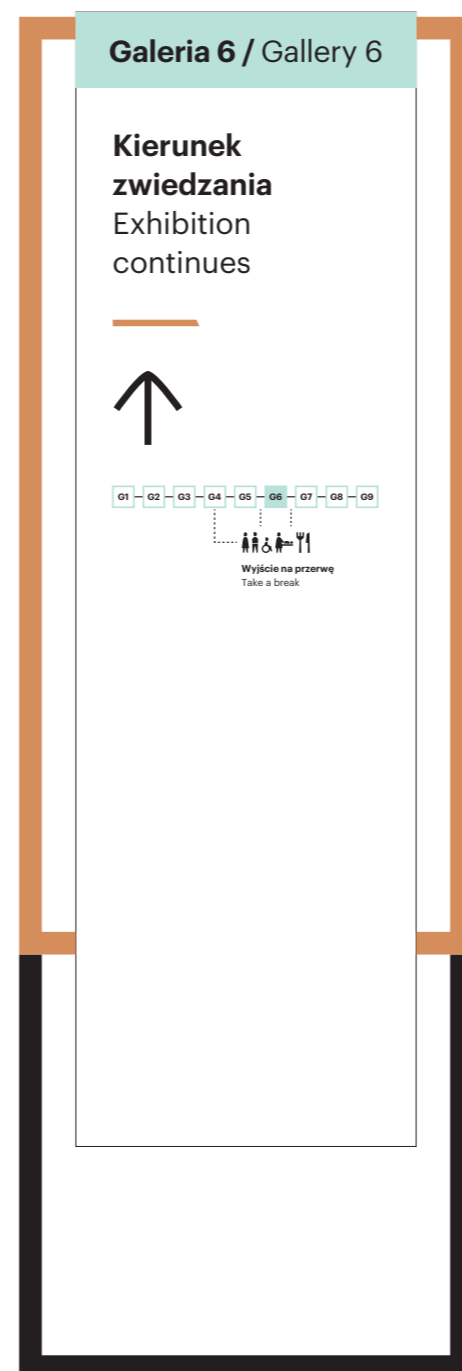 Galeria 6 / Gallery 6
Kierunek
zwiedzania
Exhibition
continues
G1 G2 G3 G4 G5 G6 G7 G8 G9
Wyjście na przerwę
Take a break